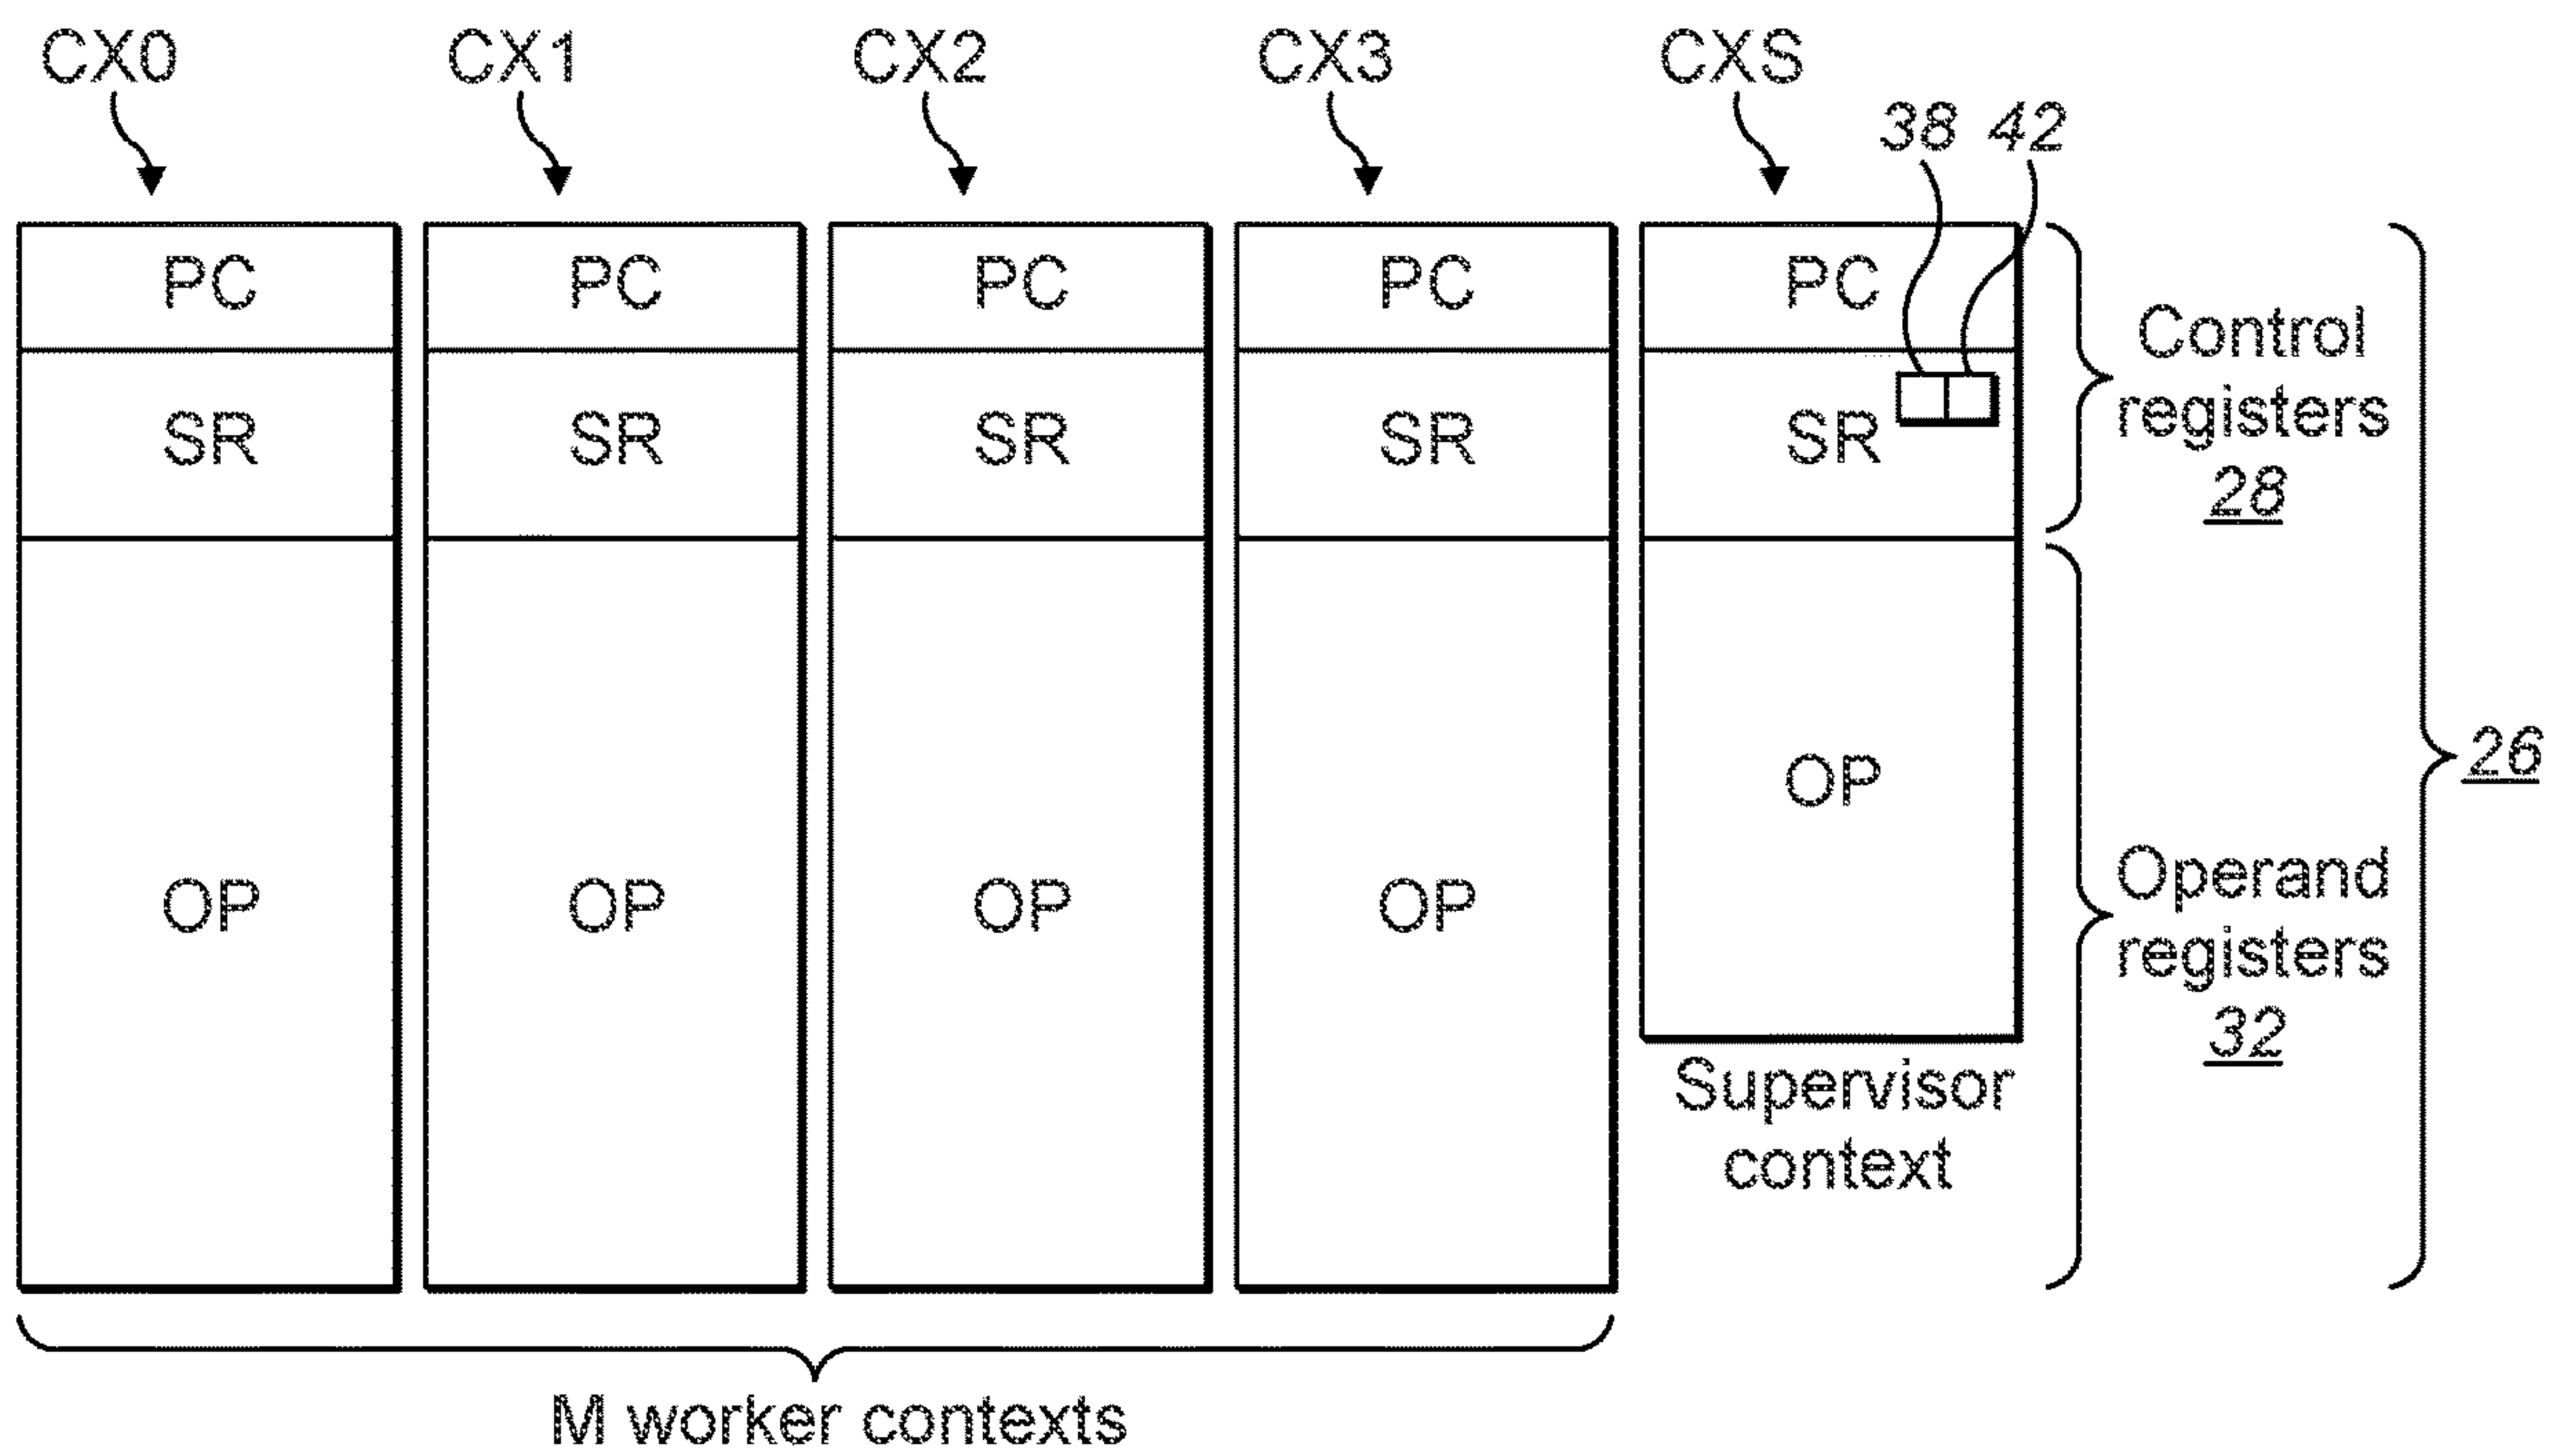 CX0 CX1 CX2 CX3 CXS
38 42
PC PC PC PC PC
SR SR SR SR SR
Control
registers
28
OP OP OP OP OP
26
Operand
registers
32
Supervisor
context
M worker contexts